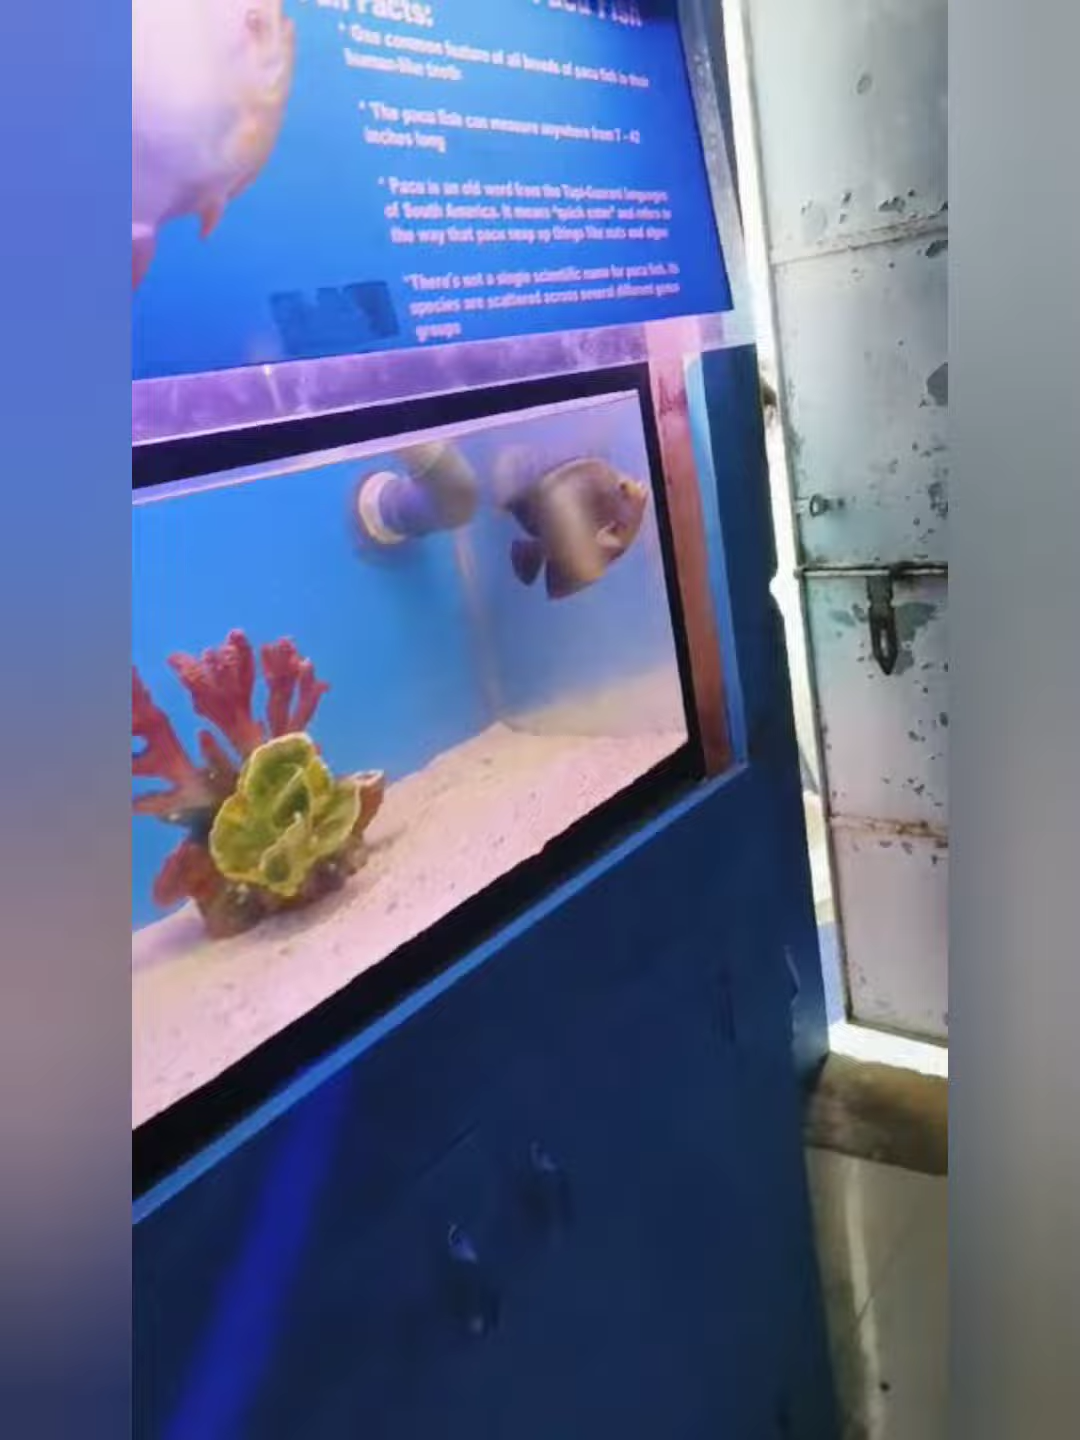 Fun Facts:
Pacu Fish
* One common feature of all breeds of pacu fish is their
human-like teeth
* The pacu fish can measure anywhere from 7 - 42
inches long
* Pacu is an old word from the Tupi-Guarani languages
of South America. It means "quick eater" and refers to
the way that pacu snap up things like nuts and algae
*There's not a single scientific name for pacu fish, its
species are scattered across several different genus
groups